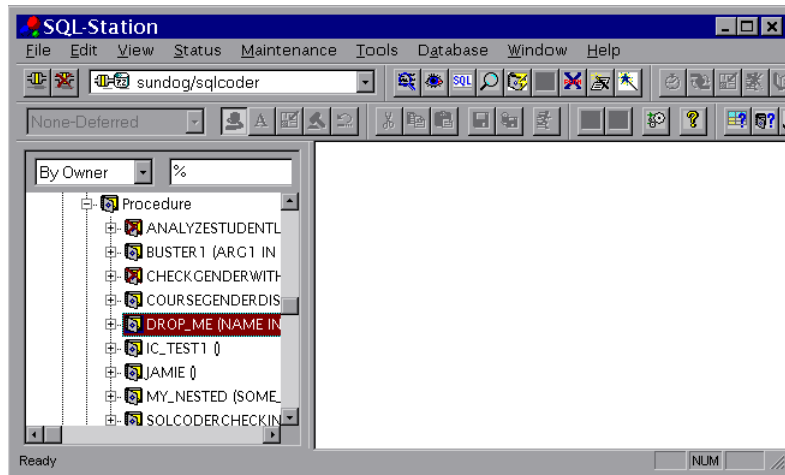 SQL-Station
File Edit View Status Maintenance Tools Database Window Help
sundog/sqlcoder
SQL
None-Deferred
A
By Owner %
Procedure
ANALYZESTUDENTL
BUSTER1 (ARG1 IN
CHECKGENDERWITH
COURSEGENDERDIS
DROP_ME (NAME IN
IC_TEST1 ()
JAMIE ()
MY_NESTED (SOME_
SQLCODERCHECKIN
Ready NUM